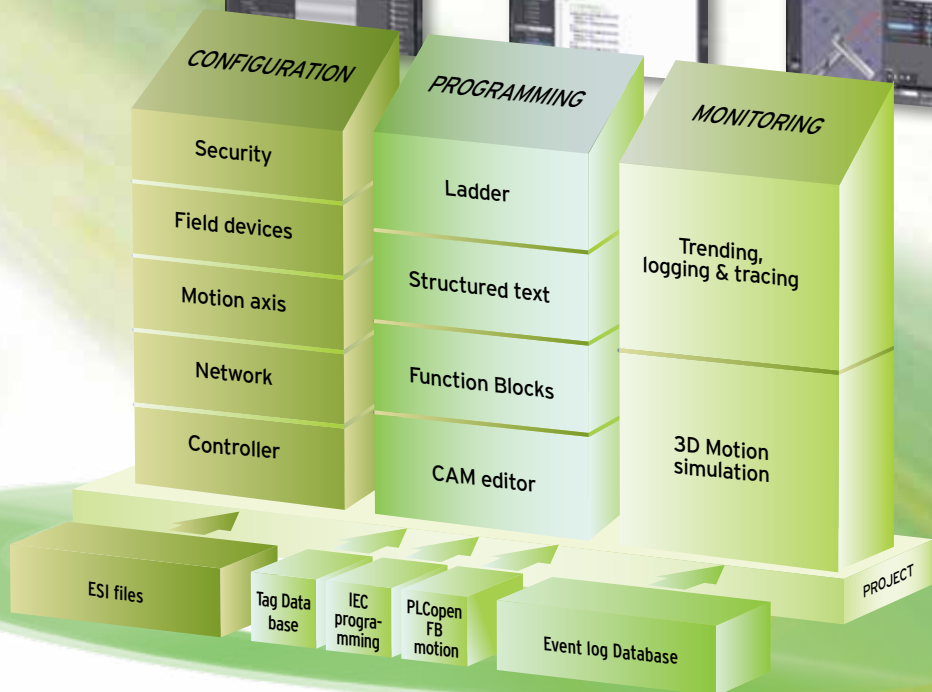 CONFIGURATION
Security
Field devices
Motion axis
Network
Controller
PROGRAMMING
Ladder
Structured text
Function Blocks
CAM editor
MONITORING
Trending,
logging & tracing
3D Motion
simulation
PROJECT
ESI files
Tag Data
base
IEC
progra-
mming
PLCopen
FB
motion
Event log Database